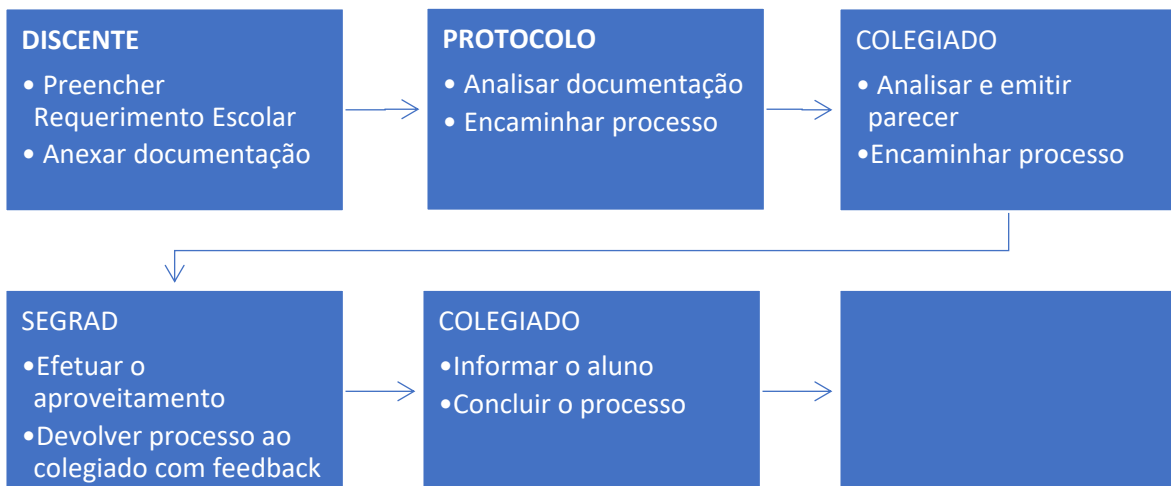 DISCENTE
• Preencher
Requerimento Escolar
• Anexar documentação
PROTOCOLO
• Analisar documentação
• Encaminhar processo
COLEGIADO
• Analisar e emitir
parecer
•Encaminhar processo
SEGRAD
•Efetuar o
aproveitamento
•Devolver processo ao
colegiado com feedback
COLEGIADO
•Informar o aluno
•Concluir o processo